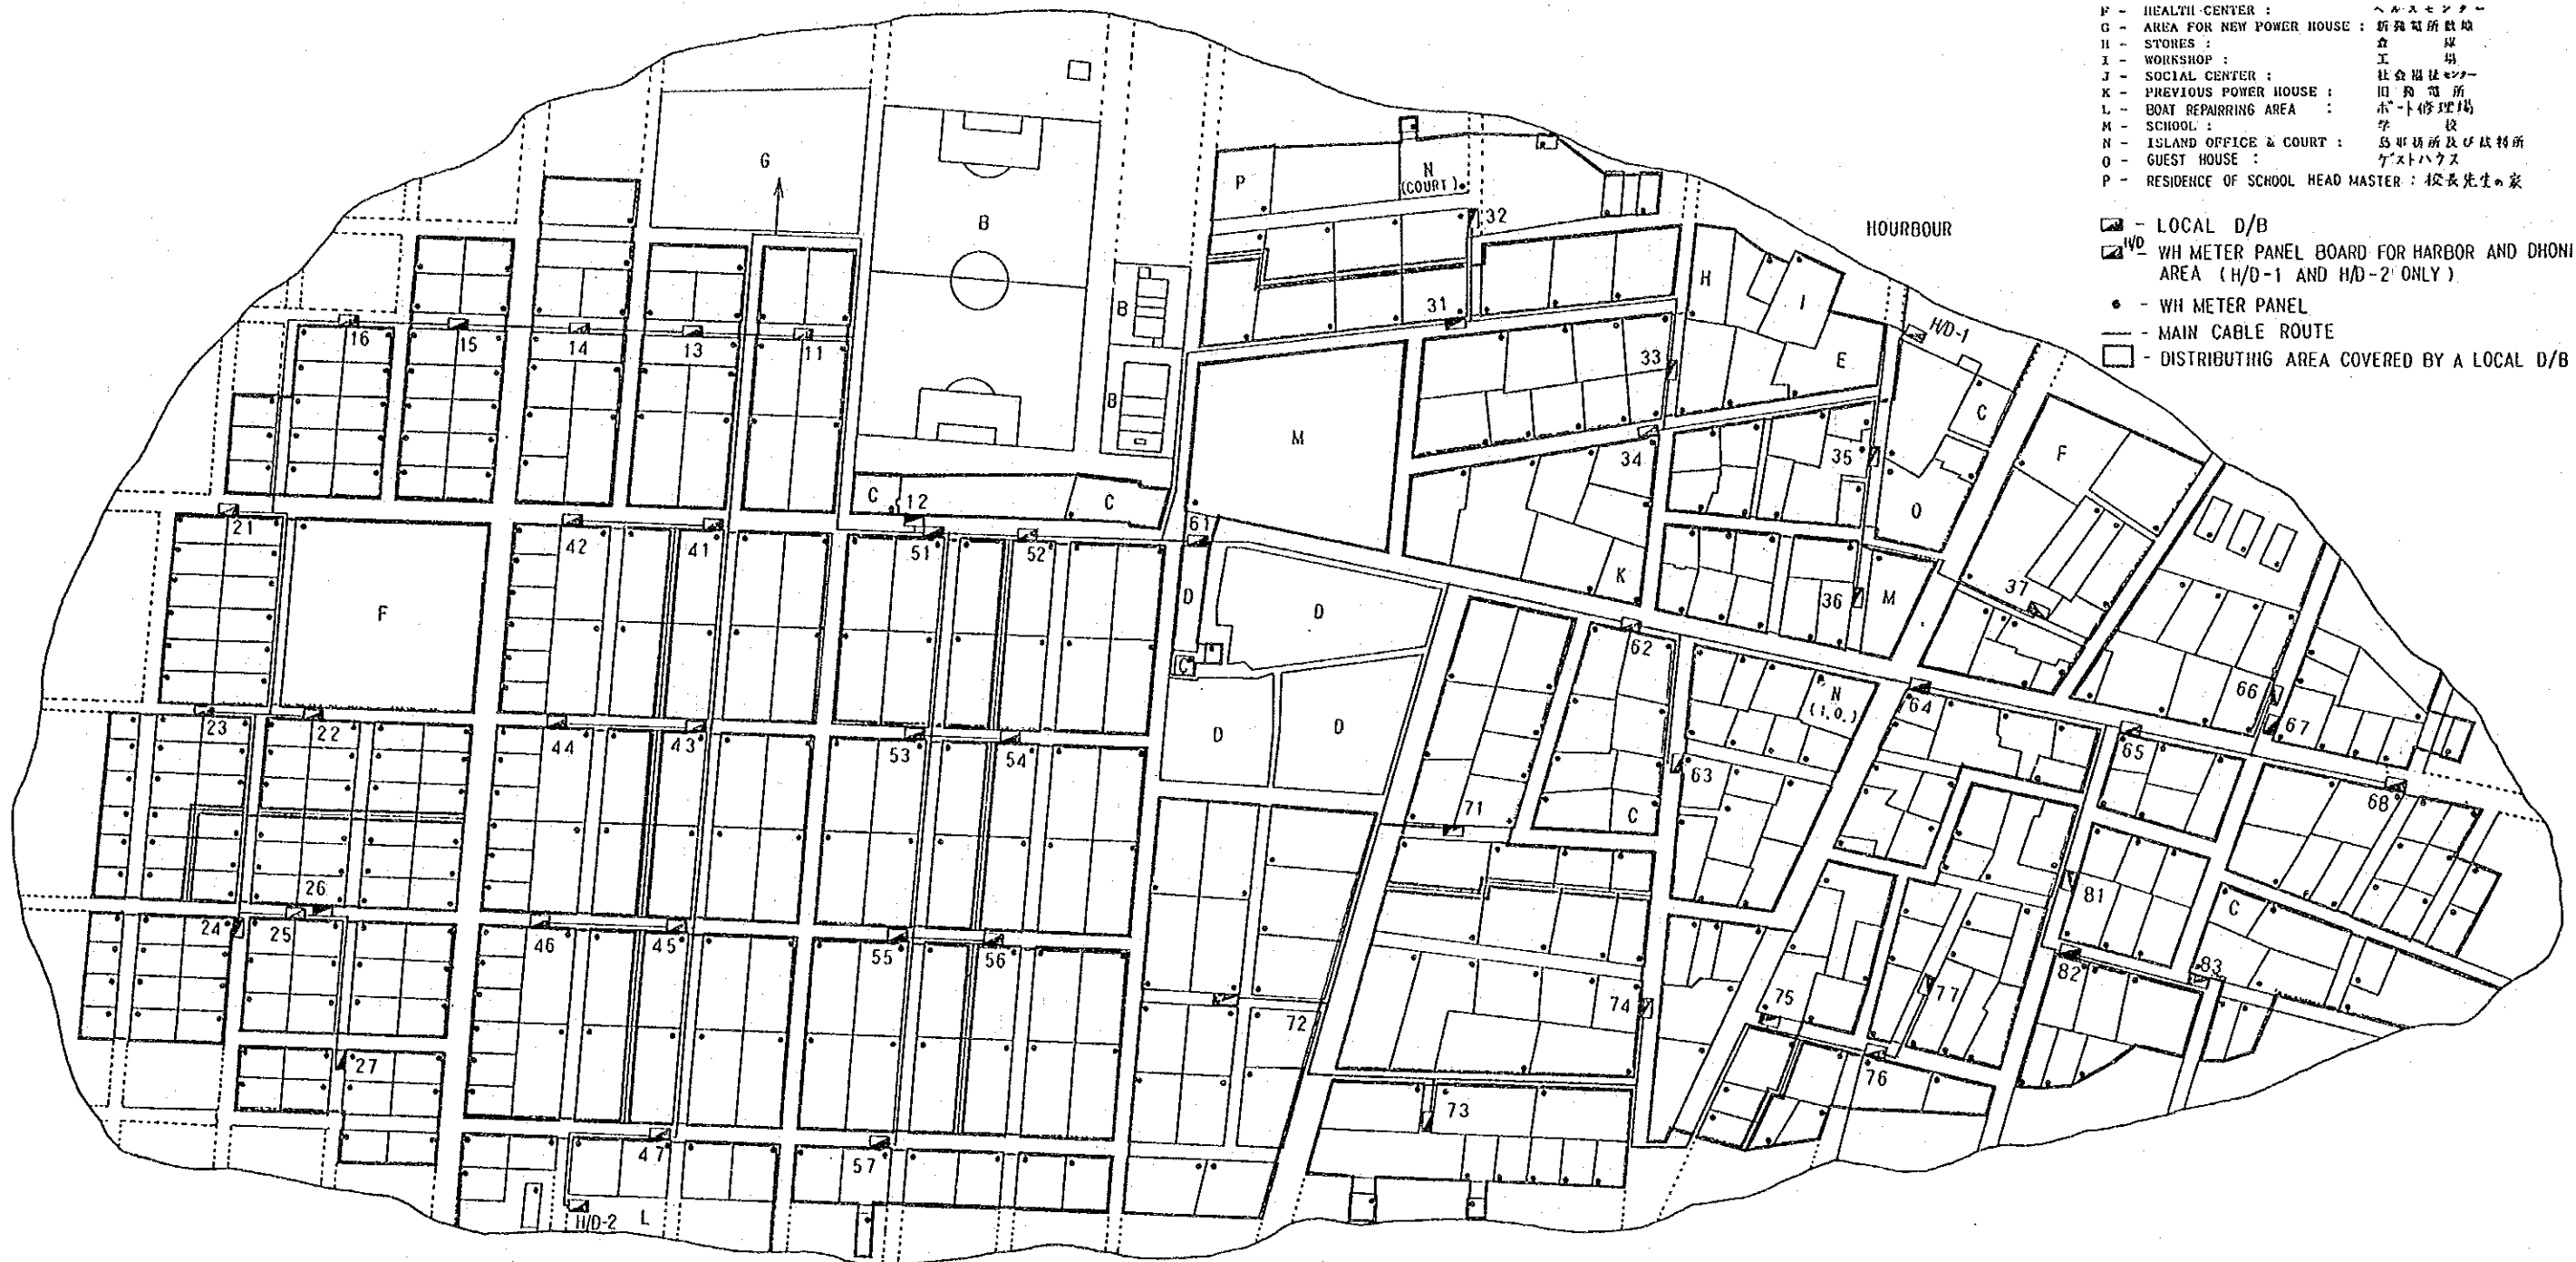 F - HEALTH CENTER : ヘルスセンター
G - AREA FOR NEW POWER HOUSE : 新発電所敷地
H - STORES : 倉 庫
I - WORKSHOP : 工 場
J - SOCIAL CENTER : 社会福祉センター
K - PREVIOUS POWER HOUSE : 旧 発 電 所
L - BOAT REPAIRRING AREA : ボート修理場
M - SCHOOL : 学 校
N - ISLAND OFFICE & COURT : 島事務所及び裁判所
O - GUEST HOUSE : ゲストハウス
P - RESIDENCE OF SCHOOL HEAD MASTER : 校長先生の家
- LOCAL D/B
H/D - WH METER PANEL BOARD FOR HARBOR AND DHONI
AREA ( H/D-1 AND H/D-2 ONLY )
- WH METER PANEL
- MAIN CABLE ROUTE
- DISTRIBUTING AREA COVERED BY A LOCAL D/B
HOURBOUR
G
B
P
N
(COURT)
32
H
I
H/D-1
B
31
16
15
14
13
11
33
E
B
C
M
34
35
F
C
12
C
O
21
42
41
51
52
61
F
D
D
K
36
M
37
62
C
N
(I.O.)
64
66
67
23
22
44
43
53
54
D
D
63
65
68
71
C
26
81
C
24
25
46
45
55
56
82
83
72
74
75
77
27
73
76
47
57
H/D-2
L